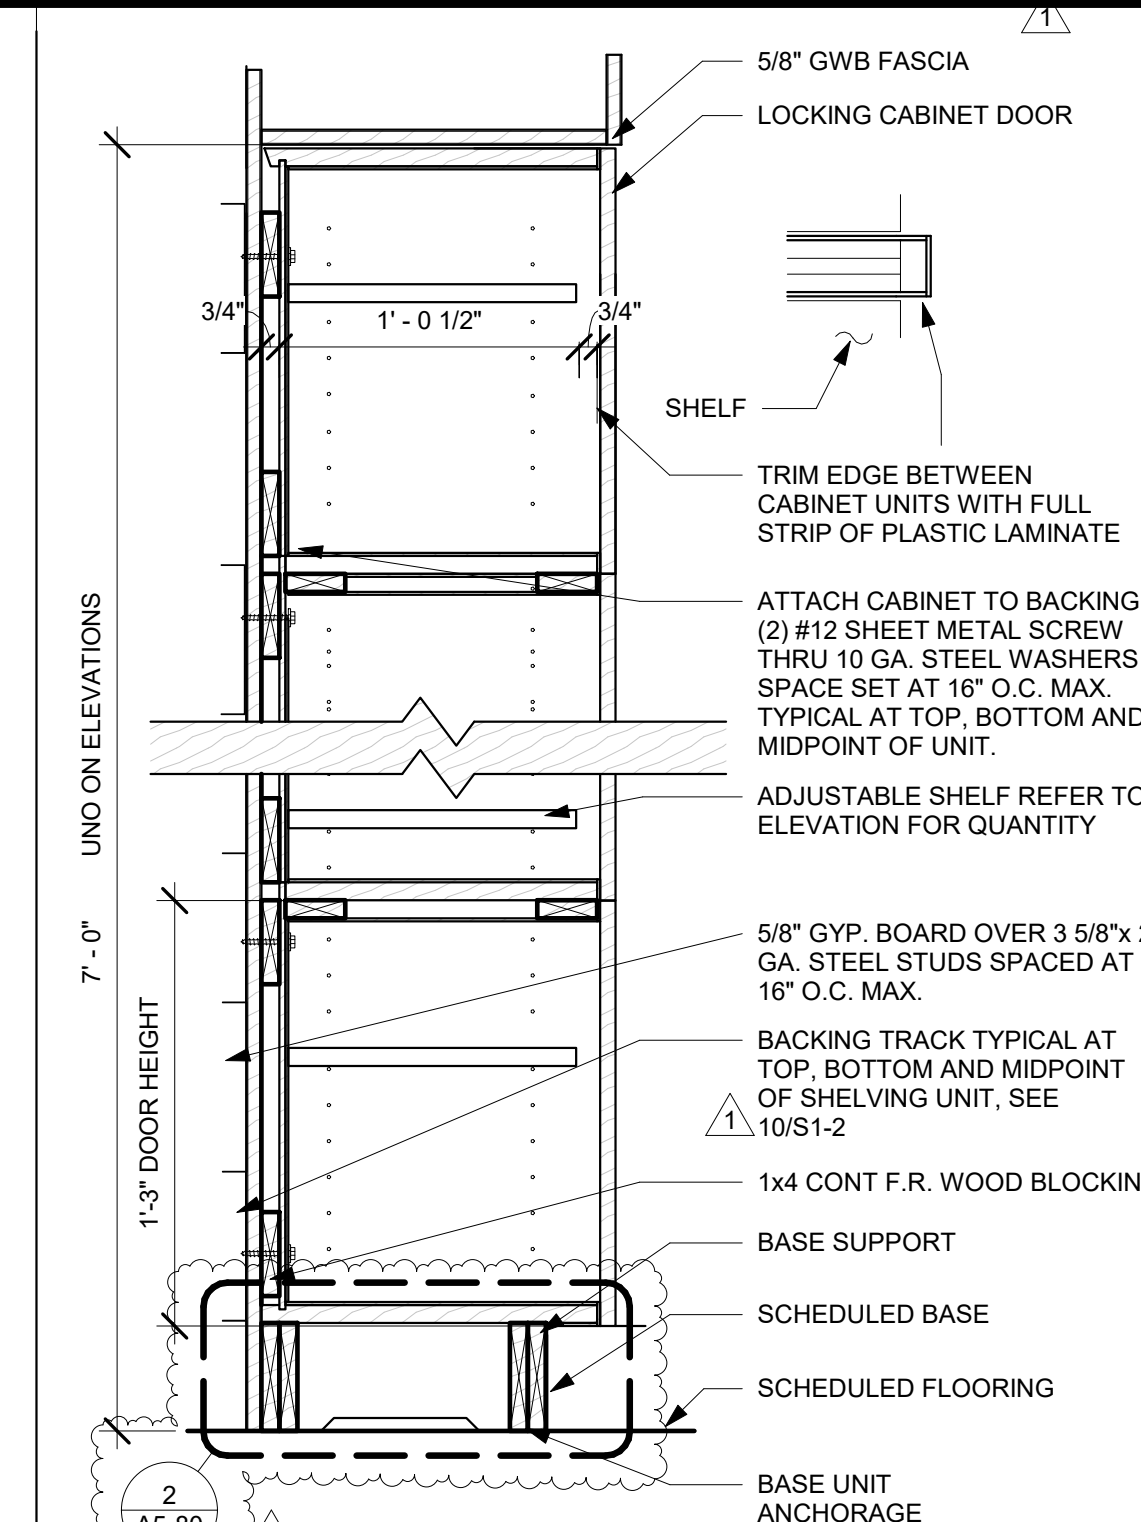 1
5/8" GWB FASCIA
LOCKING CABINET DOOR
3/4"
1' - 0 1/2"
3/4"
SHELF
TRIM EDGE BETWEEN
CABINET UNITS WITH FULL
STRIP OF PLASTIC LAMINATE
ATTACH CABINET TO BACKING
(2) #12 SHEET METAL SCREW
THRU 10 GA. STEEL WASHERS
SPACE SET AT 16" O.C. MAX.
TYPICAL AT TOP, BOTTOM AND
MIDPOINT OF UNIT.
UNO ON ELEVATIONS
7' - 0"
ADJUSTABLE SHELF REFER TO
ELEVATION FOR QUANTITY
5/8" GYP. BOARD OVER 3 5/8"x
GA. STEEL STUDS SPACED AT
16" O.C. MAX.
1'-3" DOOR HEIGHT
BACKING TRACK TYPICAL AT
TOP, BOTTOM AND MIDPOINT
OF SHELVING UNIT, SEE
1
10/S1-2
1x4 CONT F.R. WOOD BLOCKIN
BASE SUPPORT
SCHEDULED BASE
SCHEDULED FLOORING
BASE UNIT
ANCHORAGE
2
A5.80